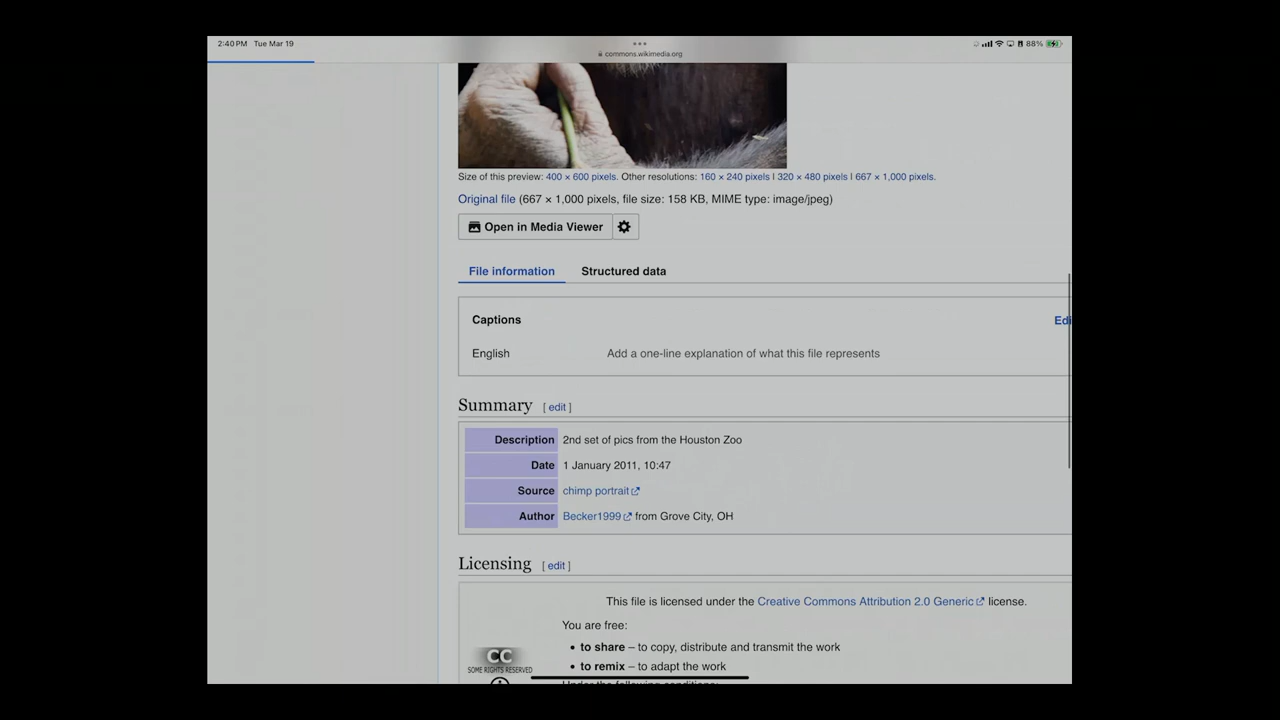 2:40 PM Tue Mar 19
commons.wikimedia.org
88%
Size of this preview: 400 × 600 pixels. Other resolutions: 160 × 240 pixels | 320 × 480 pixels | 667 × 1,000 pixels.
Original file (667 × 1,000 pixels, file size: 158 KB, MIME type: image/jpeg)
Open in Media Viewer
File information Structured data
Captions
English Add a one-line explanation of what this file represents
Summary [ edit ]
Description 2nd set of pics from the Houston Zoo
Date 1 January 2011, 10:47
Source chimp portrait
Author Becker1999 from Grove City, OH
Licensing [ edit ]
This file is licensed under the Creative Commons Attribution 2.0 Generic license.
You are free:
CC
SOME RIGHTS RESERVED
• to share – to copy, distribute and transmit the work
• to remix – to adapt the work